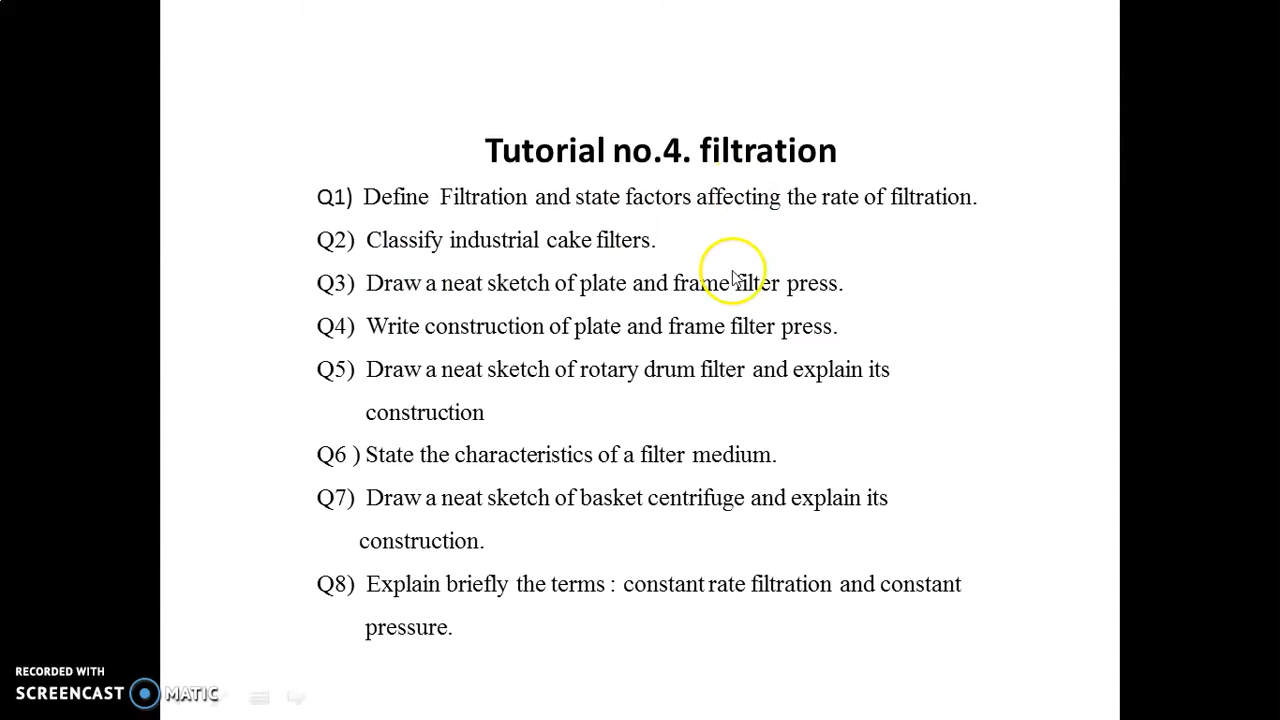 Tutorial no.4. filtration
Q1) Define Filtration and state factors affecting the rate of filtration.
Q2) Classify industrial cake filters.
Q3) Draw a neat sketch of plate and frame filter press.
Q4) Write construction of plate and frame filter press.
Q5) Draw a neat sketch of rotary drum filter and explain its
construction
Q6 ) State the characteristics of a filter medium.
Q7) Draw a neat sketch of basket centrifuge and explain its
construction.
Q8) Explain briefly the terms : constant rate filtration and constant
pressure.
RECORDED WITH
SCREENCAST MATIC